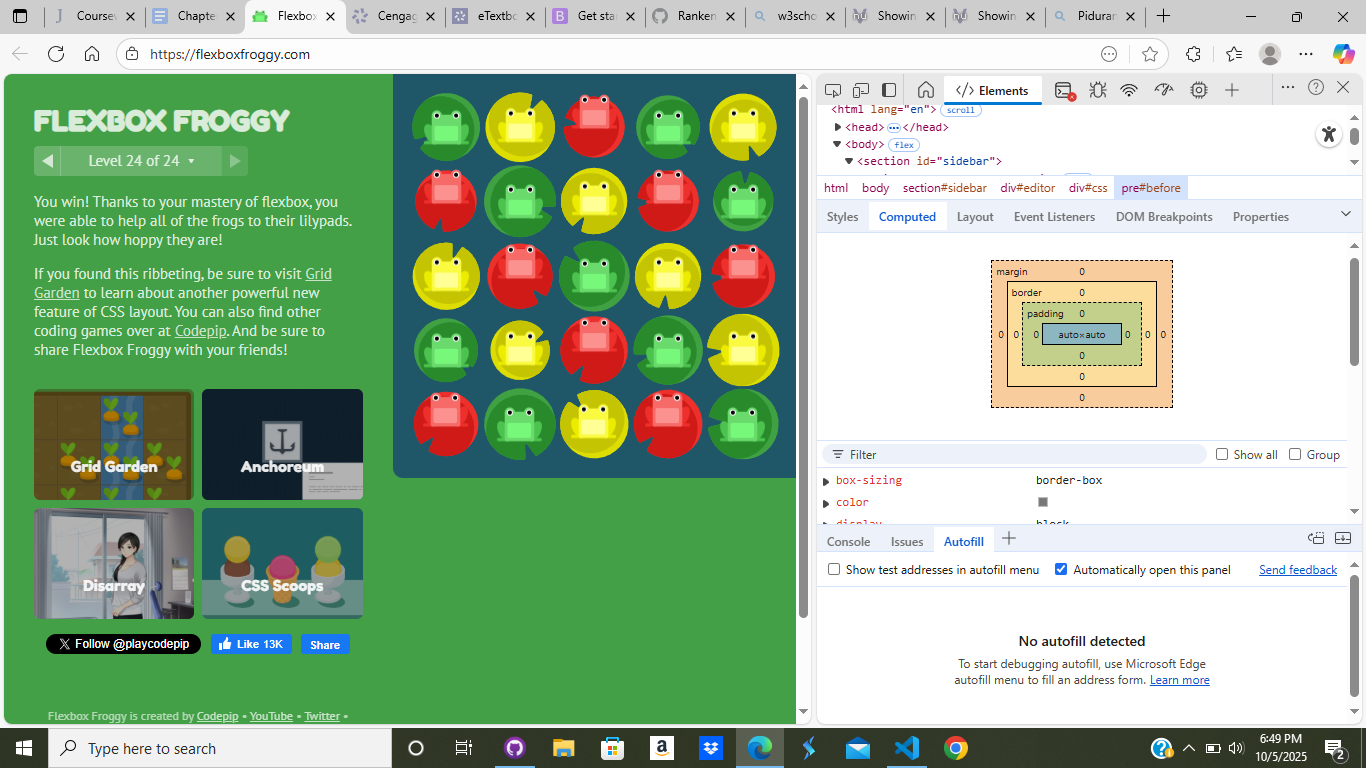 Course
Chapter
Flexbox
Cengag
eTextbo
Get sta
Ranken
w3scho
Showin
Showin
Piduran
https://flexboxfroggy.com
FLEXBOX FROGGY
Level 24 of 24
You win! Thanks to your mastery of flexbox, you
were able to help all of the frogs to their lilypads.
Just look how hoppy they are!
If you found this ribbeting, be sure to visit Grid
Garden to learn about another powerful new
feature of CSS layout. You can also find other
coding games over at Codepip. And be sure to
share Flexbox Froggy with your friends!
Grid Garden
Anchoreum
Disarray
CSS Scoops
Follow @playcodepip
Like 13K
Share
Flexbox Froggy is created by Codepip • YouTube • Twitter •
Elements
<html lang="en"> scroll
<head> ••• </head>
<body> flex
<section id="sidebar">
html body section#sidebar div#editor div#css pre#before
Styles Computed Layout Event Listeners DOM Breakpoints Properties
margin 0
border 0
padding 0
0 0 0 auto×auto 0 0 0
0
0
0
Filter
Show all
Group
box-sizing border-box
color
display block
Console Issues Autofill
Show test addresses in autofill menu
Automatically open this panel
Send feedback
No autofill detected
To start debugging autofill, use Microsoft Edge
autofill menu to fill an address form. Learn more
Type here to search
6:49 PM
10/5/2025
2